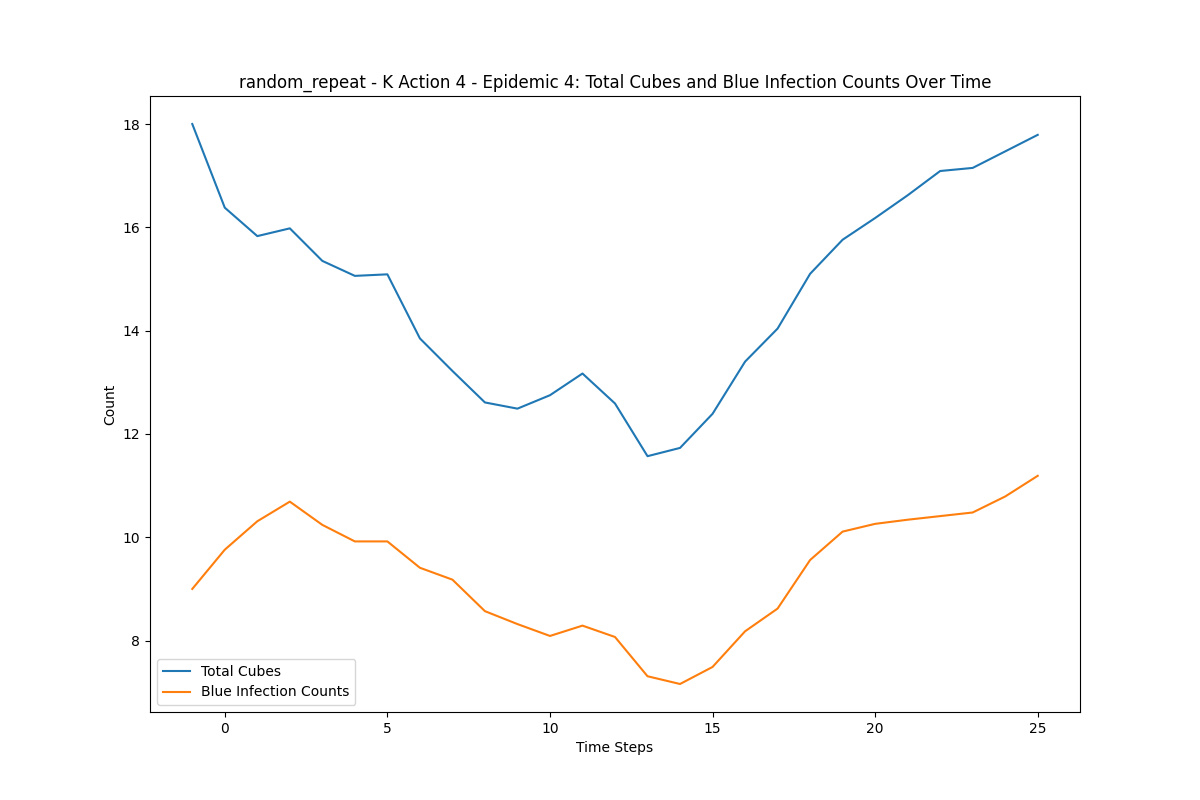 random_repeat - K Action 4 - Epidemic 4: Total Cubes and Blue Infection Counts Over Time
Count
18
16
14
12
10
8
Total Cubes
Blue Infection Counts
0 5 10 15 20 25
Time Steps